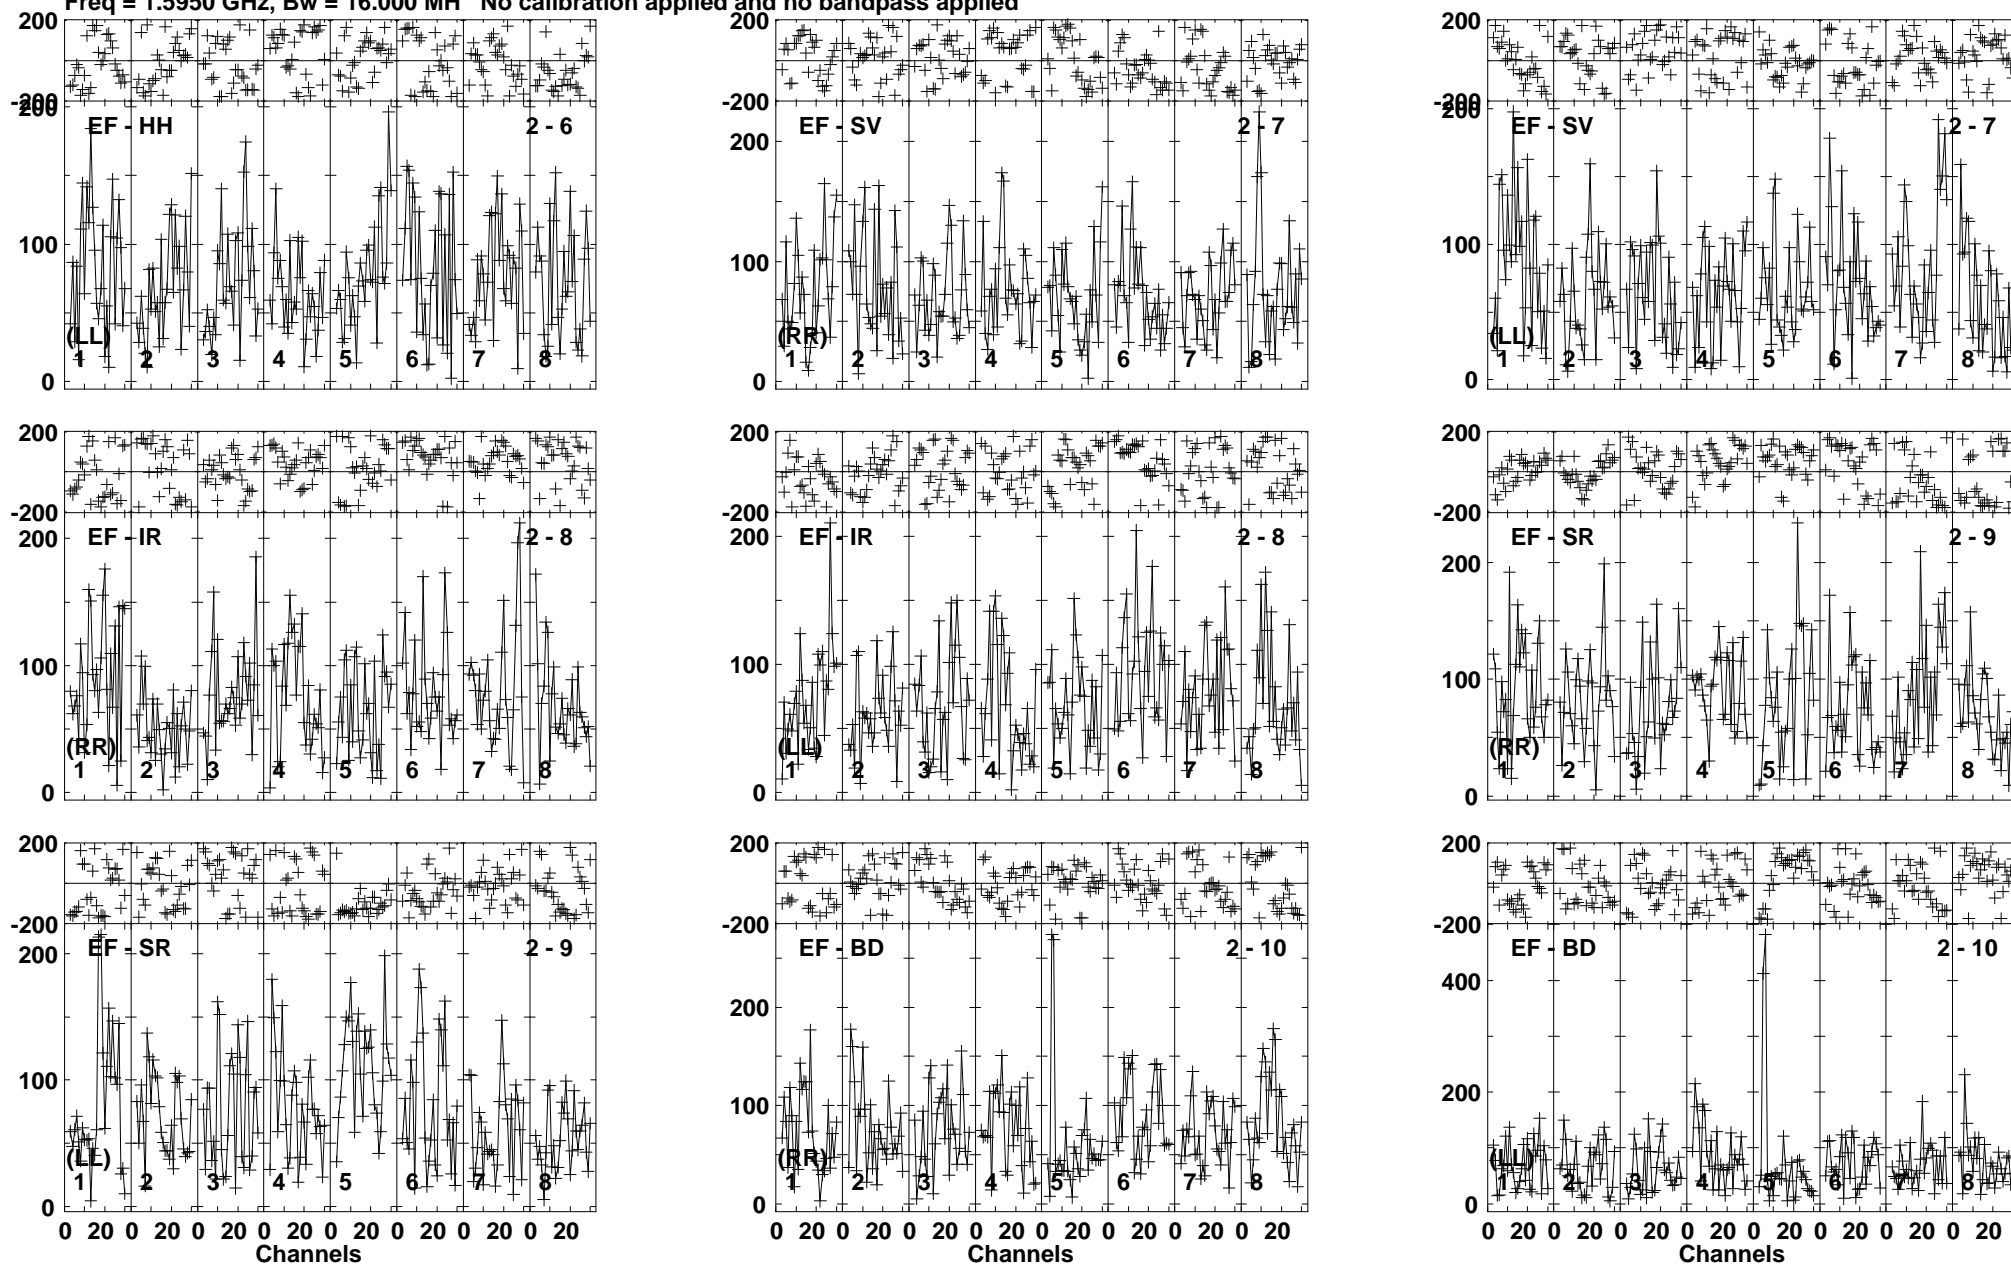 Freq = 1.5950 GHz, Bw = 16.000 MH   No calibration applied and no bandpass applied
200 200 200
-200 -200 -200
200 200
EF - HH 2 - 6 EF - SV 2 - 7 EF - SV 2 - 7
200
100 100 100
(LL) (RR) (LL)
1 2 3 4 5 6 7 8 1 2 3 4 5 6 7 8 1 2 3 4 5 6 7 8
0 0 0
200 200 200
-200 -200 -200
EF - IR 2 - 8 EF - IR 2 - 8 EF - SR 2 - 9
200 200 200
100 100 100
(RR) (LL) (RR)
1 2 3 4 5 6 7 8 1 2 3 4 5 6 7 8 1 2 3 4 5 6 7 8
0 0 0
200 200 200
-200 -200 -200
EF - SR 2 - 9 EF - BD 2 - 10 EF - BD 2 - 10
200 200 400
100 100 200
(LL) (RR) (LL)
1 2 3 4 5 6 7 8 1 2 3 4 5 6 7 8 1 2 3 4 5 6 7 8
0 0 0
0 20 0 20 0 20 0 20 0 20 0 20 0 20 0 20 0 20 0 20 0 20 0 20 0 20 0 20 0 20 0 20 0 20 0 20 0 20 0 20 0 20 0 20 0 20 0 20
Channels Channels Channels